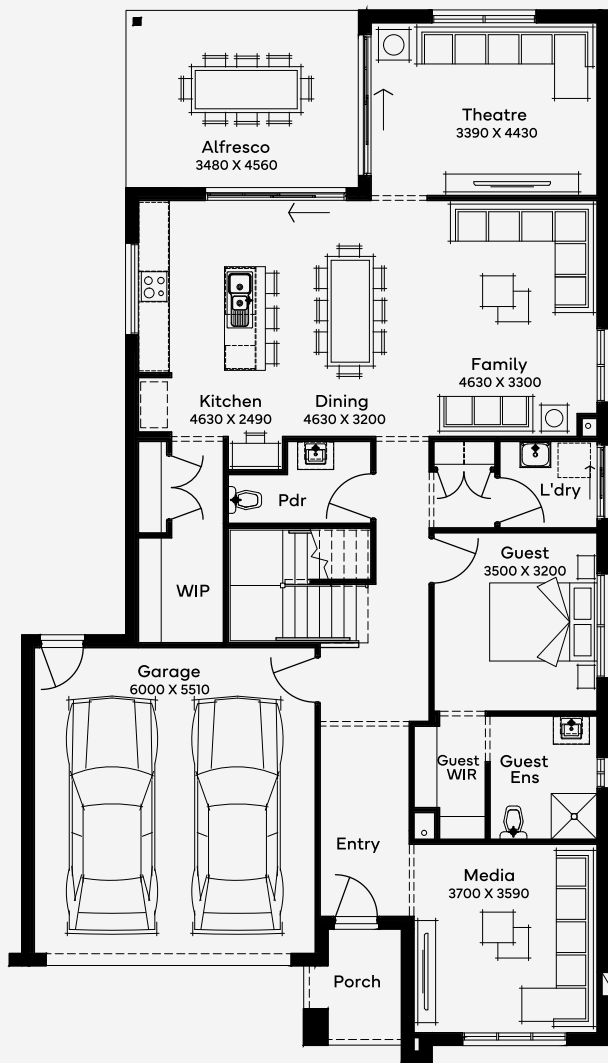 Theatre
3390 X 4430
Alfresco
3480 X 4560
Family
4630 X 3300
Kitchen
4630 X 2490
Dining
4630 X 3200
L'dry
Pdr
Guest
3500 X 3200
WIP
Garage
6000 X 5510
Guest
WIR
Guest
Ens
Entry
Media
3700 X 3590
Porch